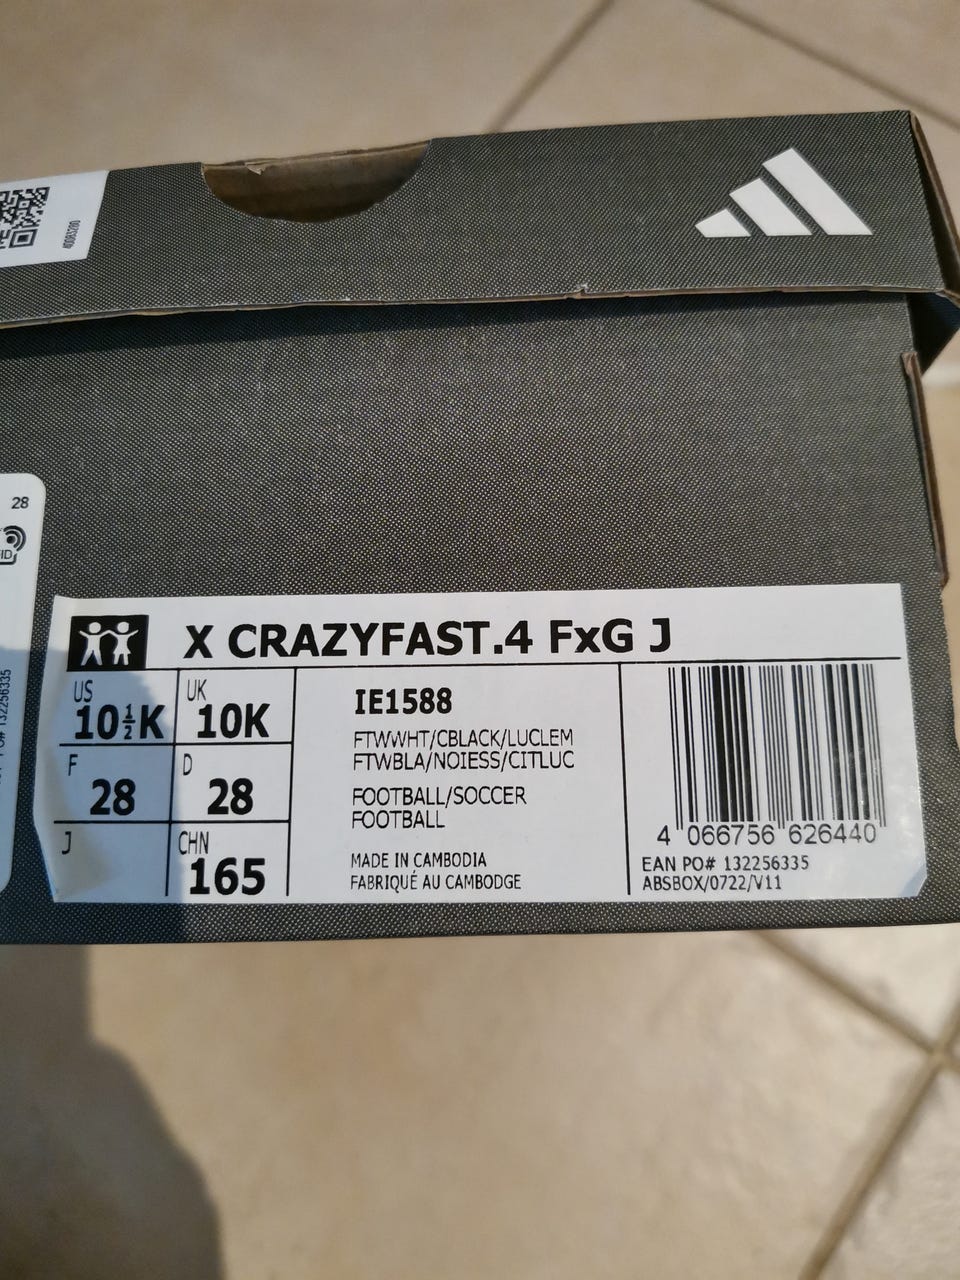 28
X CRAZYFAST.4 FxG J
US
10½K
UK
10K
F
28
D
28
J
CHN
165
IE1588
FTWWHT/CBLACK/LUCLEM
FTWBLA/NOIESS/CITLUC
FOOTBALL/SOCCER
FOOTBALL
MADE IN CAMBODIA
FABRIQUÉ AU CAMBODGE
4 066756 626440
EAN PO# 132256335
ABSBOX/0722/V11